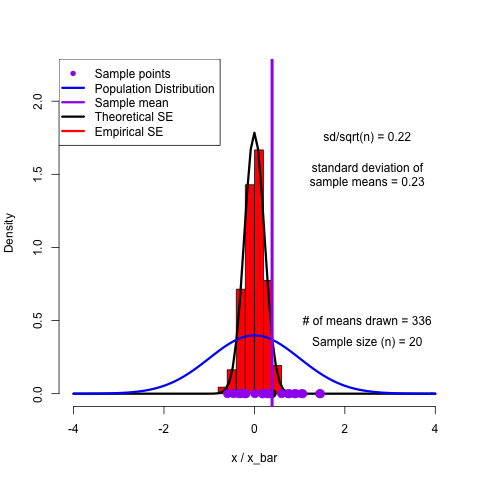 Sample points
Population Distribution
Sample mean
Theoretical SE
Empirical SE
sd/sqrt(n) = 0.22
standard deviation of
sample means = 0.23
# of means drawn = 336
Sample size (n) = 20
Density
2.0
1.5
1.0
0.5
0.0
-4 -2 0 2 4
x / x_bar